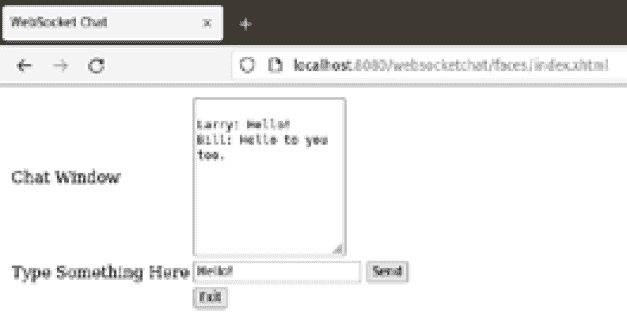 WebSocket Chat
localhost:8080/websocketchat/faces/index.xhtml
Larry: Hello!
Bill: Hello to you
too.
Chat Window
Type Something Here Hello! Send
Exit